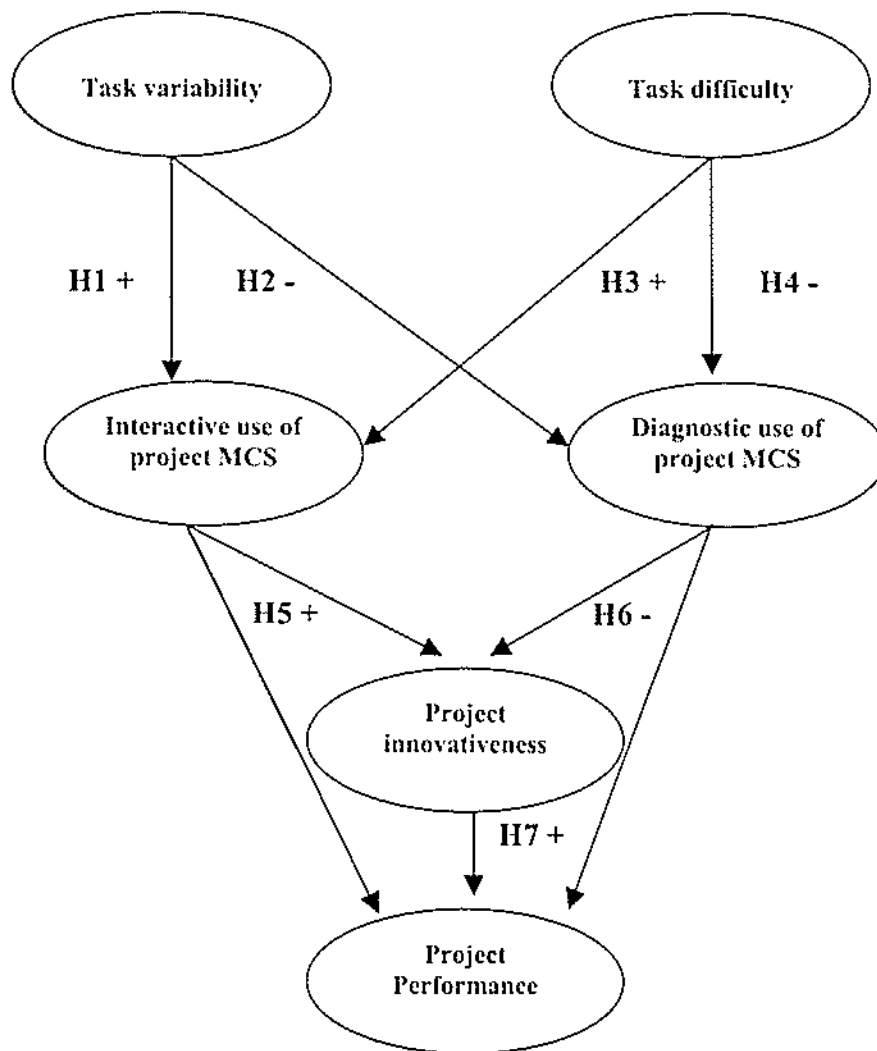 Task variability
Task difficulty
H1 +
H2 -
H3 +
H4 -
Interactive use of
project MCS
Diagnostic use of
project MCS
H5 +
H6 -
Project
innovativeness
H7 +
Project
Performance